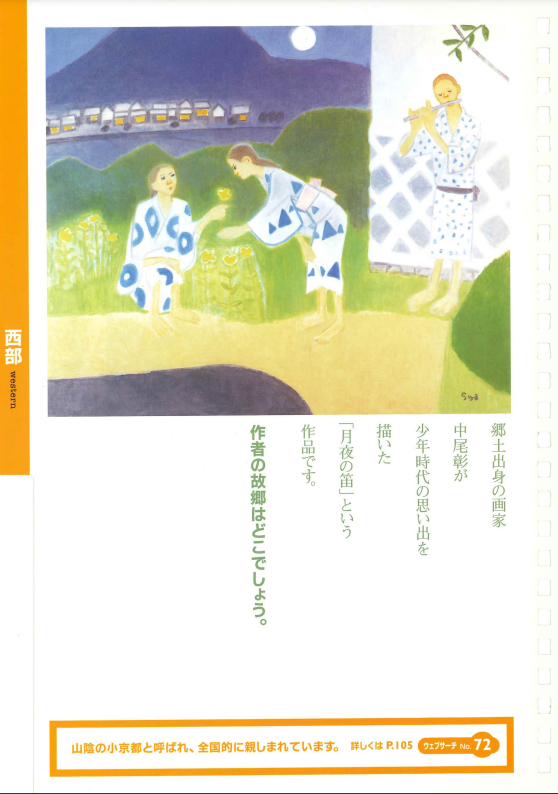 西部
western
郷土出身の画家
中尾彰が
少年時代の思い出を
描いた
「月夜の笛」という
作品です。
作者の故郷はどこでしょう。
山陰の小京都と呼ばれ、全国的に親しまれています。 詳しくは P.105 ウェブサーチ No.72